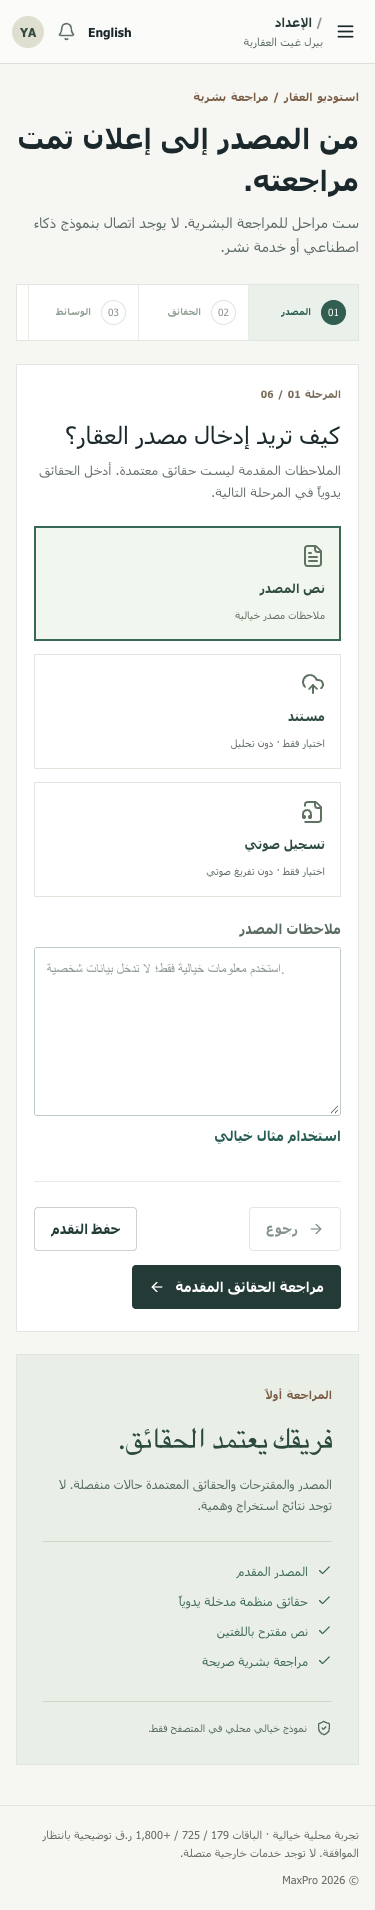 / الإعداد
بيرل غيت العقارية
English
YA
استوديو العقار / مراجعة بشرية
من المصدر إلى إعلان تمت
مراجعته.
ست مراحل للمراجعة البشرية. لا يوجد اتصال بنموذج ذكاء
اصطناعي أو خدمة نشر.
01 المصدر
02 الحقائق
03 الوسائط
المرحلة 01 / 06
كيف تريد إدخال مصدر العقار؟
الملاحظات المقدمة ليست حقائق معتمدة. أدخل الحقائق
يدوياً في المرحلة التالية.
نص المصدر
ملاحظات مصدر خيالية
مستند
اختيار فقط · دون تحليل
تسجيل صوتي
اختيار فقط · دون تفريغ صوتي
ملاحظات المصدر
استخدم معلومات خيالية فقط؛ لا تدخل بيانات شخصية.
استخدام مثال خيالي
رجوع
حفظ التقدم
مراجعة الحقائق المقدمة
المراجعة أولاً
فريقك يعتمد الحقائق.
المصدر والمقترحات والحقائق المعتمدة حالات منفصلة. لا
توجد نتائج استخراج وهمية.
المصدر المقدم
حقائق منظمة مدخلة يدوياً
نص مقترح باللغتين
مراجعة بشرية صريحة
نموذج خيالي محلي في المتصفح فقط.
تجربة محلية خيالية · الباقات 179 / 725 / 1,800+ ر.ق توضيحية بانتظار
الموافقة. لا توجد خدمات خارجية متصلة.
© 2026 MaxPro